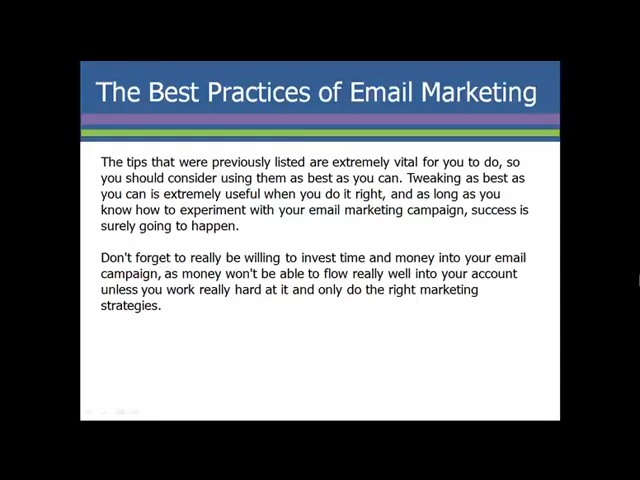 The Best Practices of Email Marketing
The tips that were previously listed are extremely vital for you to do, so
you should consider using them as best as you can. Tweaking as best as
you can is extremely useful when you do it right, and as long as you
know how to experiment with your email marketing campaign, success is
surely going to happen.
Don't forget to really be willing to invest time and money into your email
campaign, as money won't be able to flow really well into your account
unless you work really hard at it and only do the right marketing
strategies.